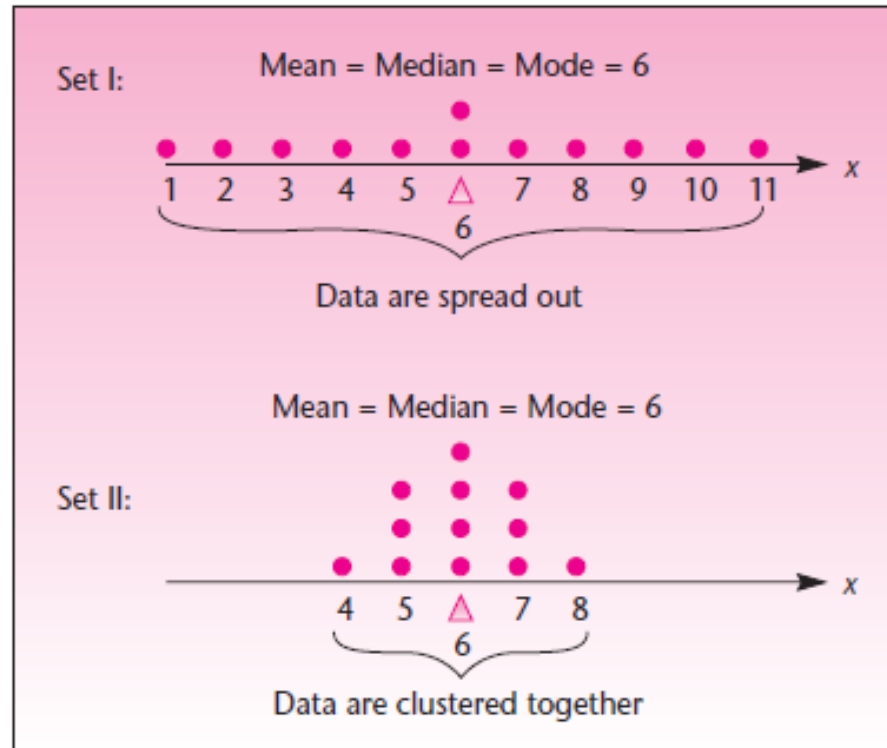 Set I:
Mean = Median = Mode = 6
x
1 2 3 4 5 7 8 9 10 11
6
Data are spread out
Mean = Median = Mode = 6
Set II:
x
4 5 7 8
6
Data are clustered together